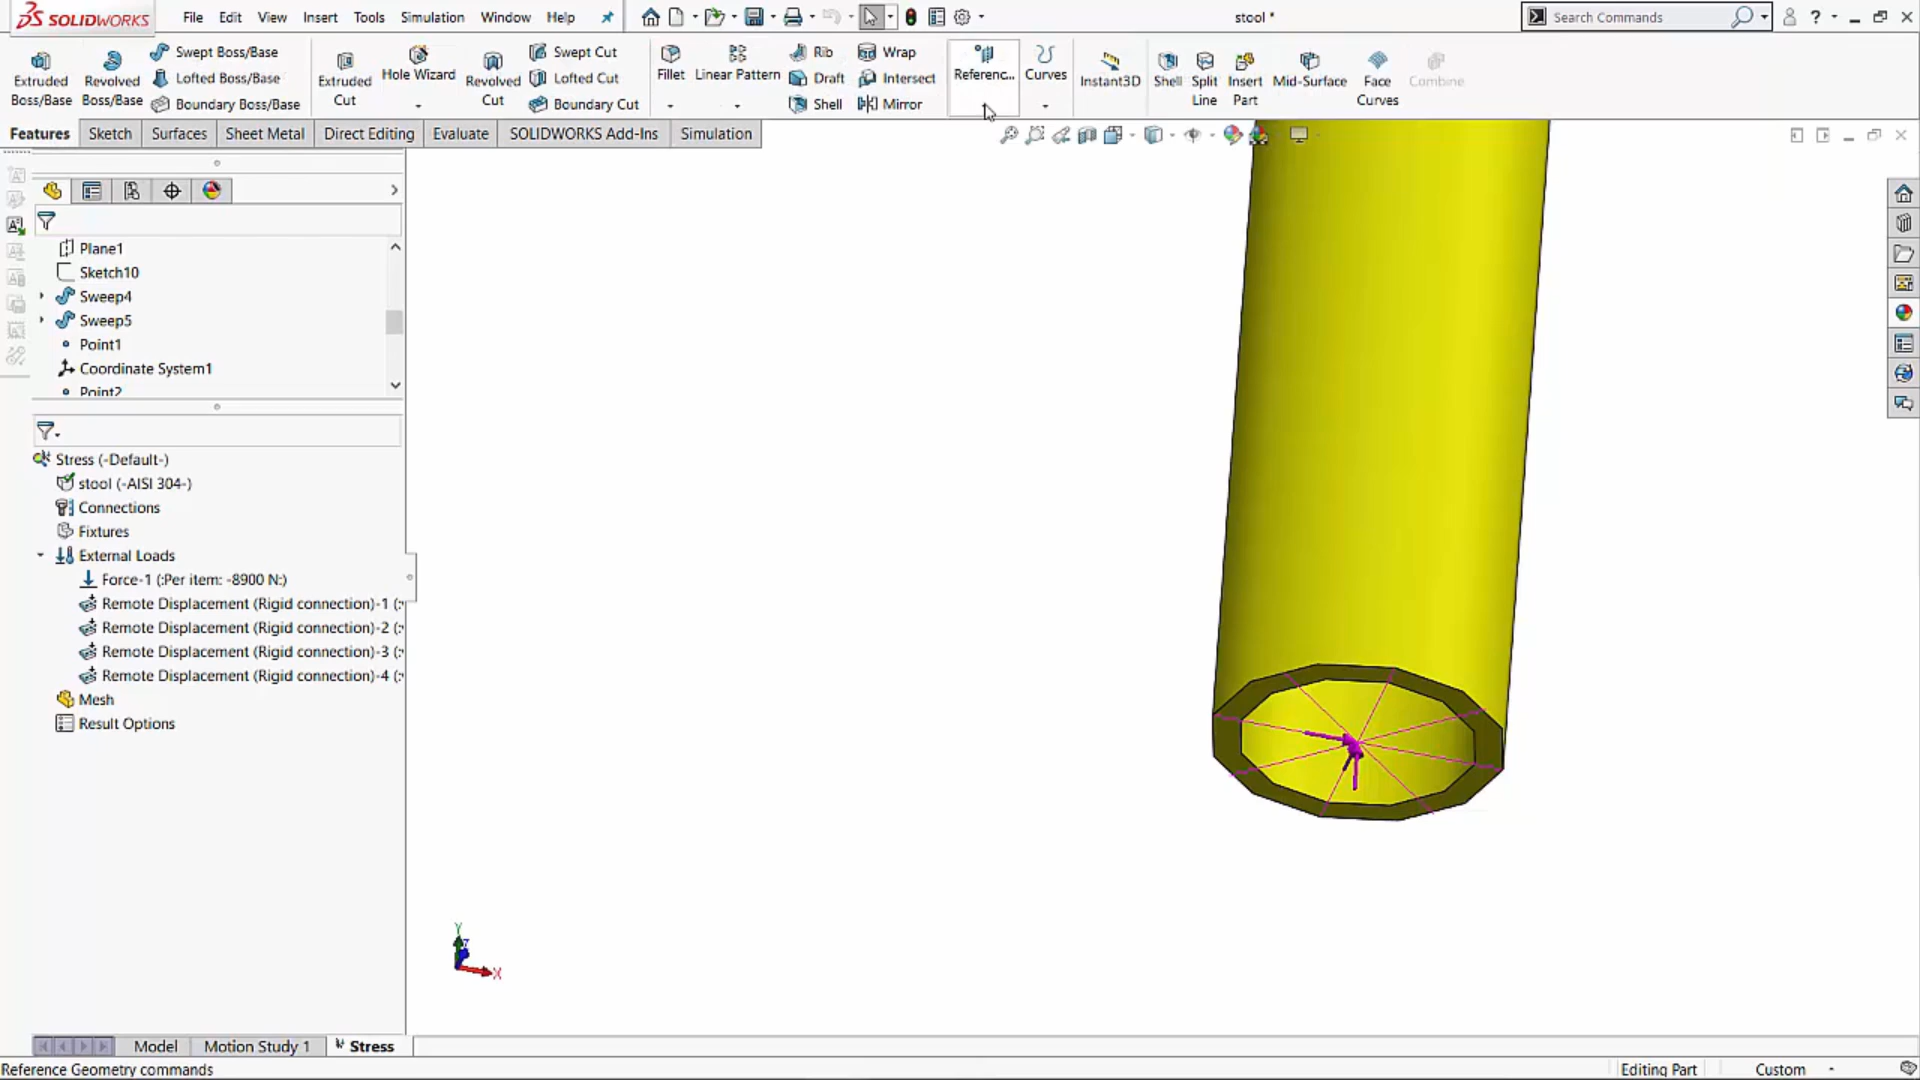 SOLIDWORKS
File Edit View Insert Tools Simulation Window Help
stool *
Search Commands
Extruded Boss/Base
Revolved Boss/Base
Swept Boss/Base
Lofted Boss/Base
Boundary Boss/Base
Extruded Cut
Hole Wizard
Revolved Cut
Swept Cut
Lofted Cut
Boundary Cut
Fillet
Linear Pattern
Rib
Draft
Shell
Wrap
Intersect
Mirror
Referenc...
Curves
Instant3D
Shell
Split Line
Insert Part
Mid-Surface
Face Curves
Combine
Features Sketch Surfaces Sheet Metal Direct Editing Evaluate SOLIDWORKS Add-Ins Simulation
Plane1
Sketch10
Sweep4
Sweep5
Point1
Coordinate System1
Point2
Stress (-Default-)
stool (-AISI 304-)
Connections
Fixtures
External Loads
Force-1 (:Per item: -8900 N:)
Remote Displacement (Rigid connection)-1 (:
Remote Displacement (Rigid connection)-2 (:
Remote Displacement (Rigid connection)-3 (:
Remote Displacement (Rigid connection)-4 (:
Mesh
Result Options
Y
Z
X
Model Motion Study 1 Stress
Reference Geometry commands
Editing Part
Custom